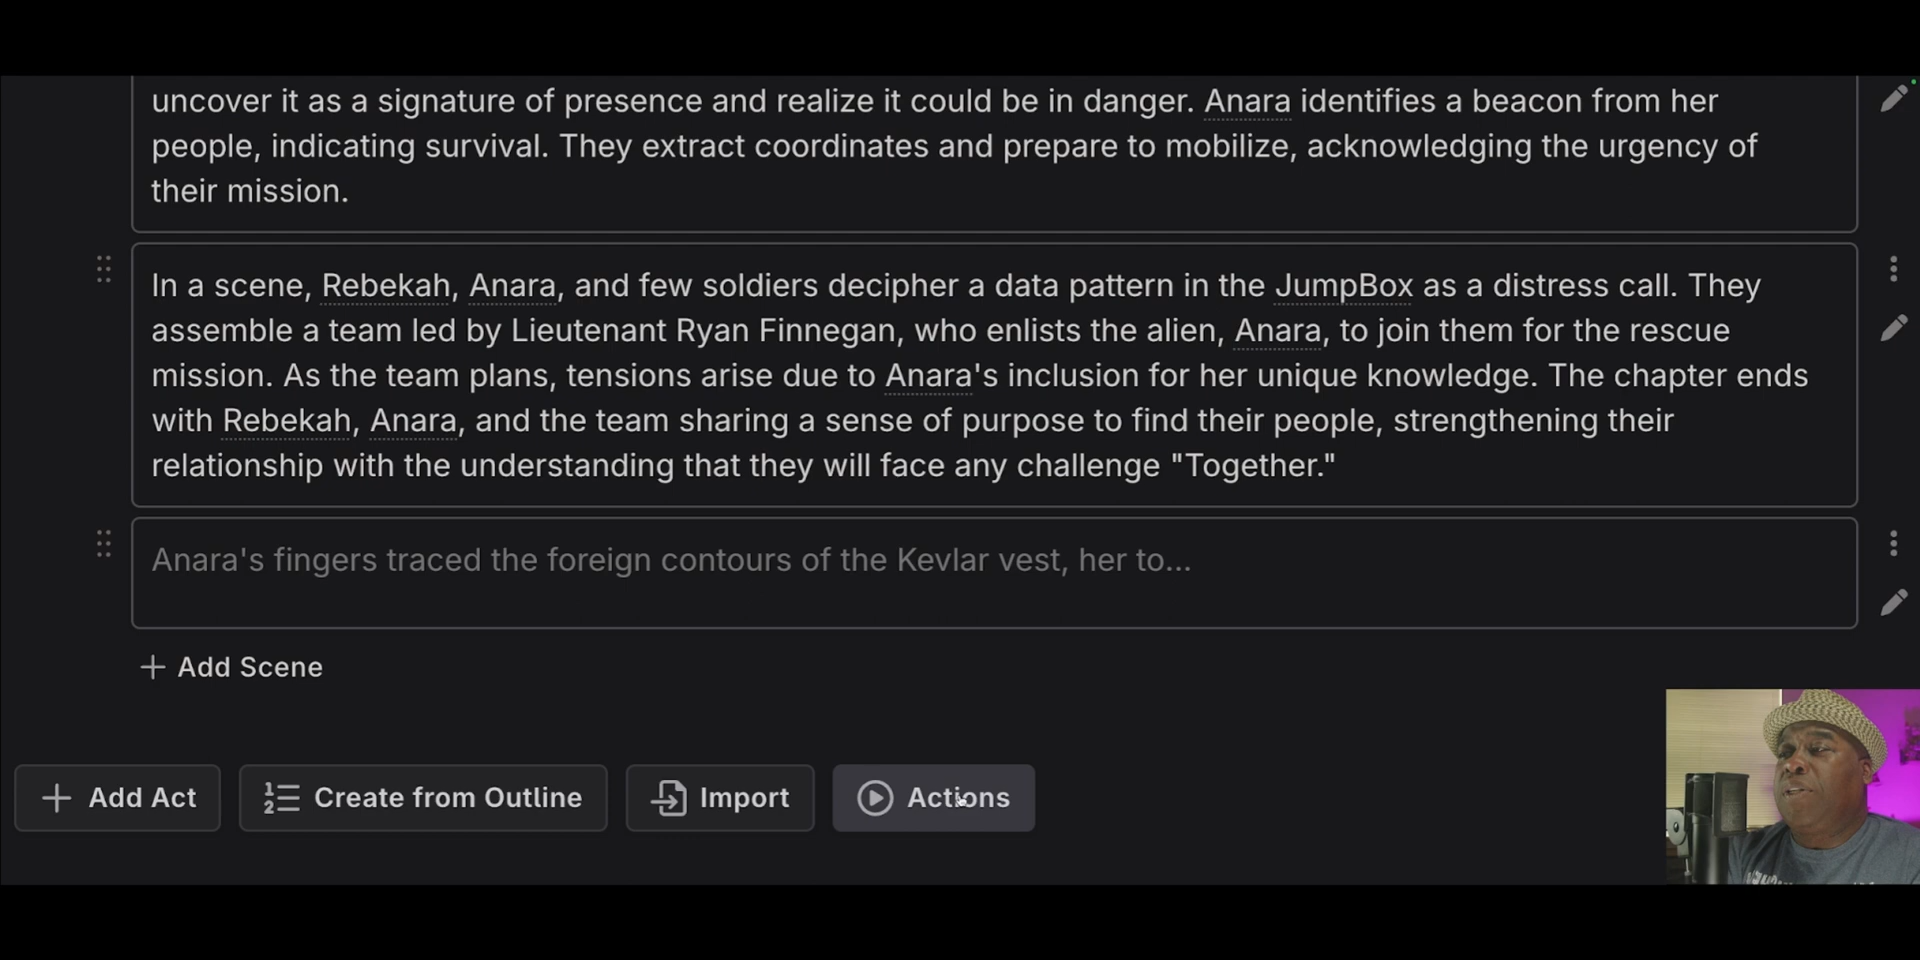 uncover it as a signature of presence and realize it could be in danger. Anara identifies a beacon from her
people, indicating survival. They extract coordinates and prepare to mobilize, acknowledging the urgency of
their mission.
In a scene, Rebekah, Anara, and few soldiers decipher a data pattern in the JumpBox as a distress call. They
assemble a team led by Lieutenant Ryan Finnegan, who enlists the alien, Anara, to join them for the rescue
mission. As the team plans, tensions arise due to Anara's inclusion for her unique knowledge. The chapter ends
with Rebekah, Anara, and the team sharing a sense of purpose to find their people, strengthening their
relationship with the understanding that they will face any challenge "Together."
Anara's fingers traced the foreign contours of the Kevlar vest, her to...
+ Add Scene
+ Add Act
Create from Outline
Import
Actions